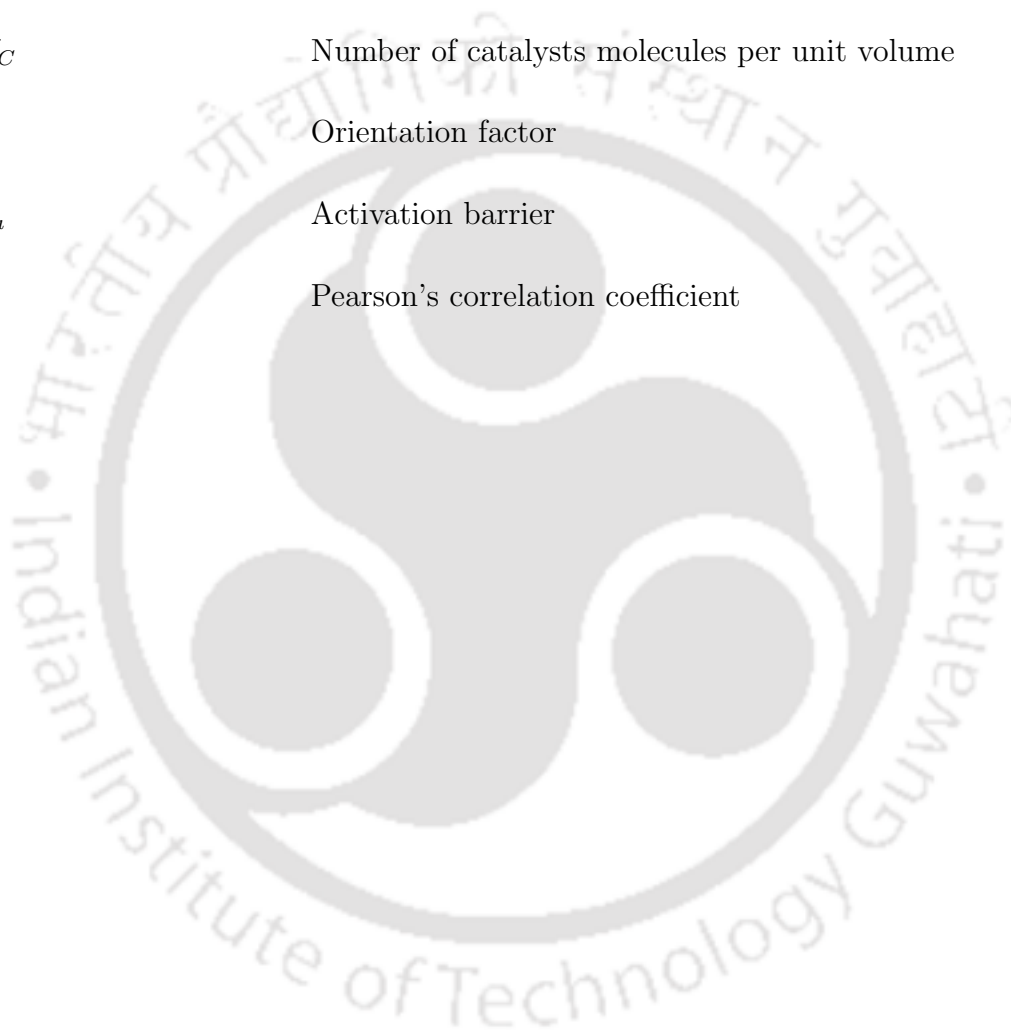 C Number of catalysts molecules per unit volume
Orientation factor
Activation barrier
Pearson's correlation coefficient
भारतीय प्रौद्योगिकी संस्थान गुवाहाटी
• Indian Institute of Technology Guwahati •